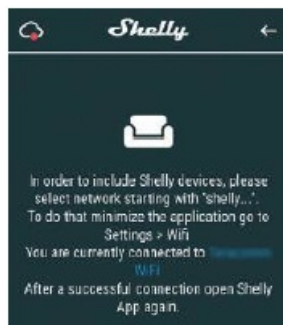 Shelly
In order to include Shelly devices, please
select network starting with "shelly...".
To do that minimize the application go to
Settings > Wifi
You are currently connected to
WiFi
After a successful connection open Shelly
App again.